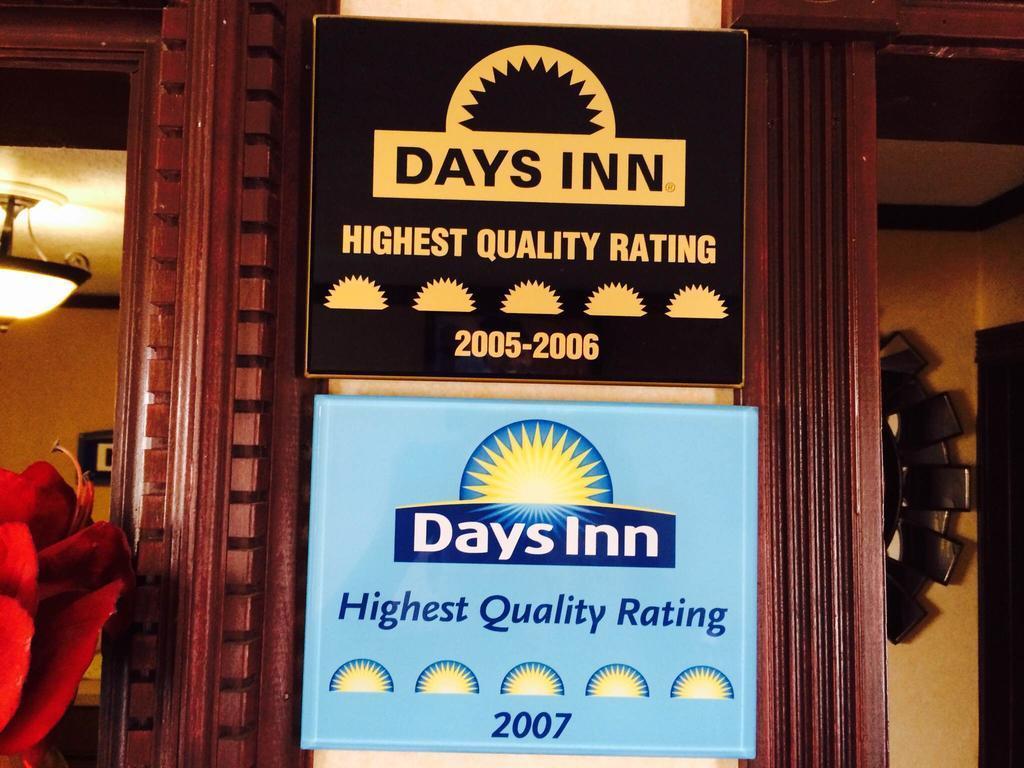 DAYS INN®
HIGHEST QUALITY RATING
2005-2006
Days Inn
Highest Quality Rating
2007